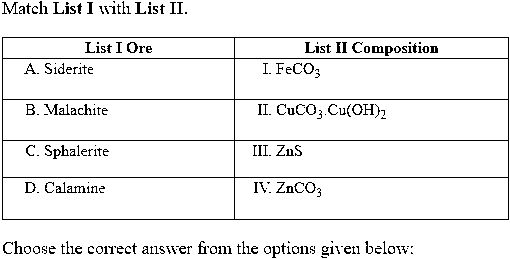 Match List I with List II.
List I Ore List II Composition
A. Siderite I. FeCO₃
B. Malachite II. CuCO₃.Cu(OH)₂
C. Sphalerite III. ZnS
D. Calamine IV. ZnCO₃
Choose the correct answer from the options given below: